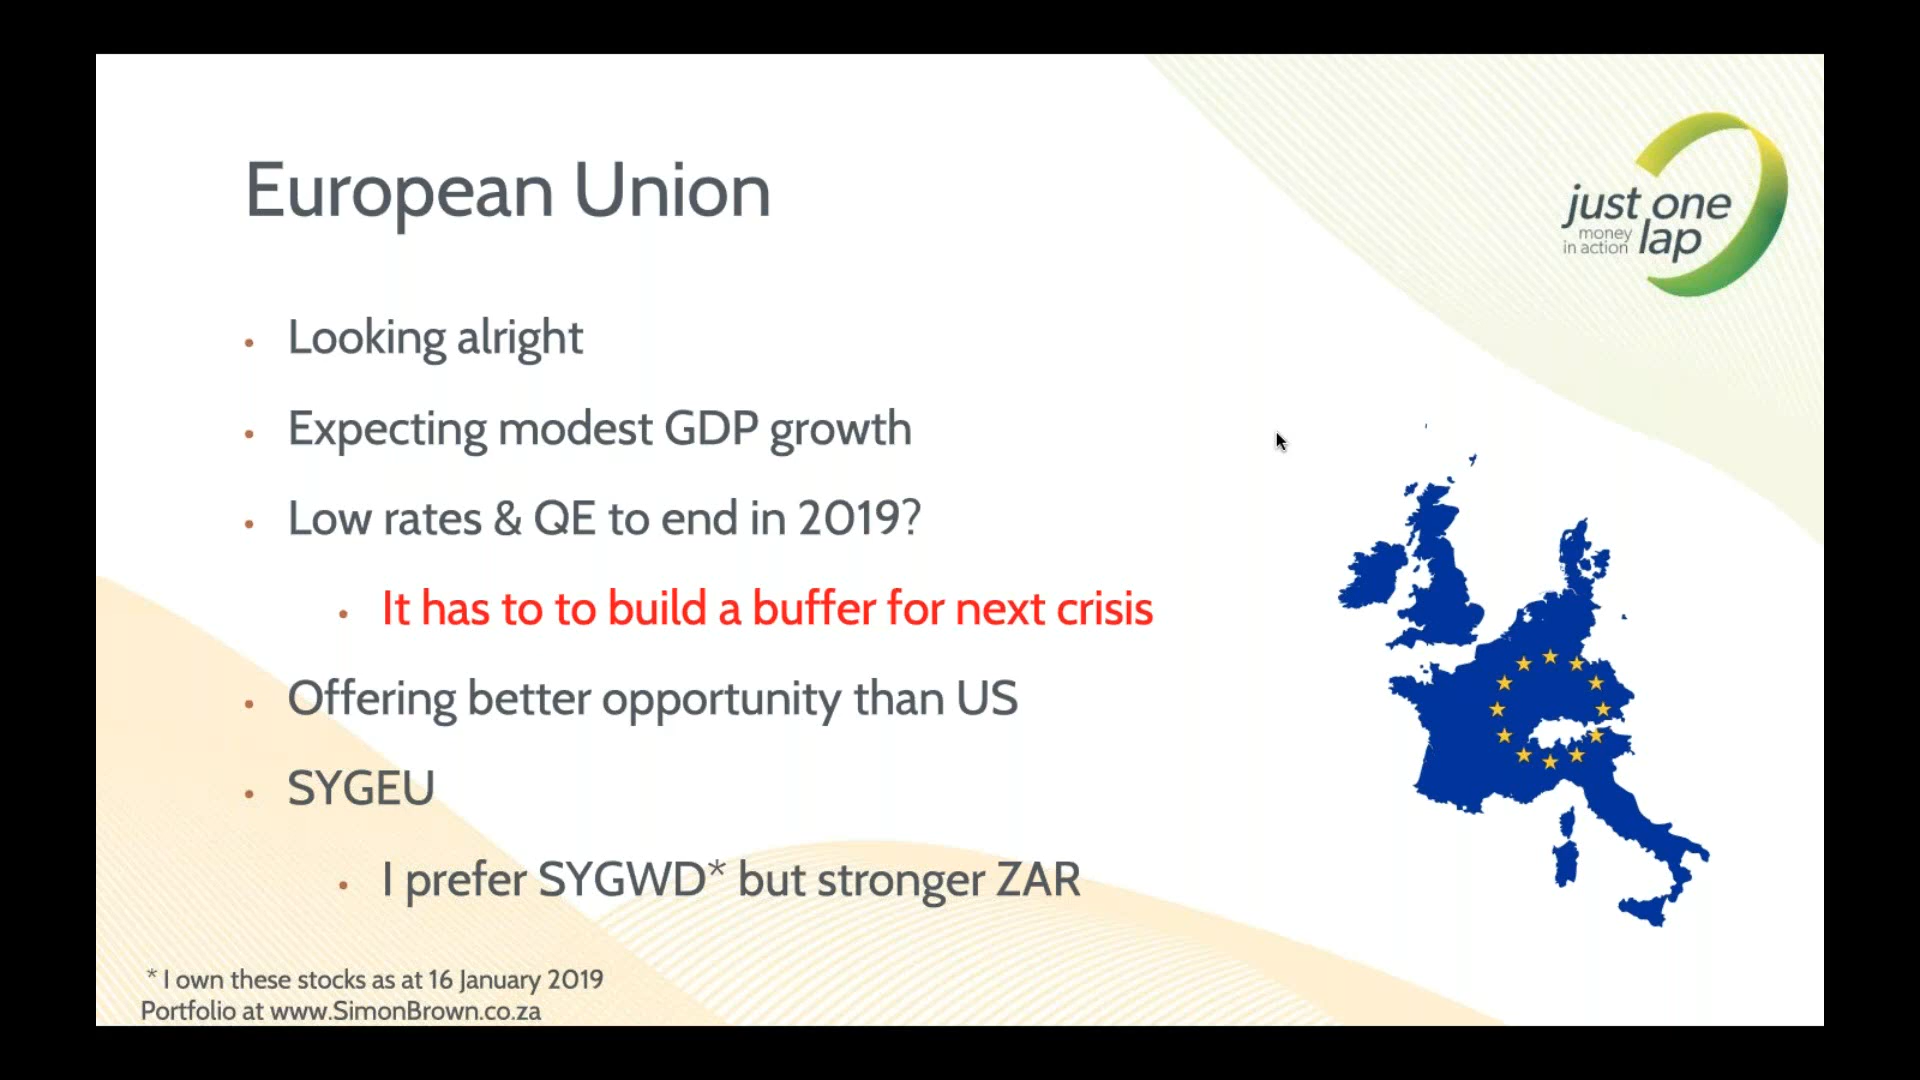 European Union
just one
money
in action lap
• Looking alright
• Expecting modest GDP growth
• Low rates & QE to end in 2019?
• It has to to build a buffer for next crisis
• Offering better opportunity than US
• SYGEU
• I prefer SYGWD* but stronger ZAR
* I own these stocks as at 16 January 2019
Portfolio at www.SimonBrown.co.za